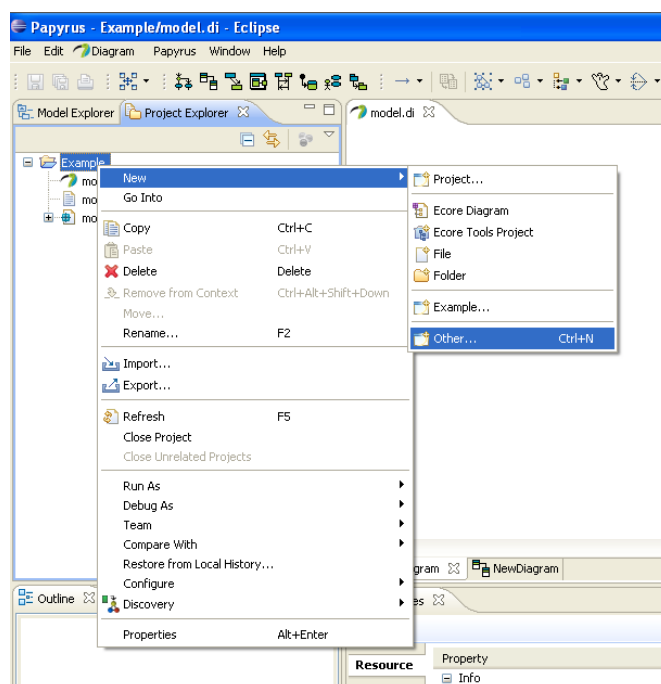 Papyrus - Example/model.di - Eclipse
File Edit Diagram Papyrus Window Help
Model Explorer Project Explorer model.di
Example
mo
mo
mo
New
Go Into
Copy Ctrl+C
Paste Ctrl+V
Delete Delete
Remove from Context Ctrl+Alt+Shift+Down
Move...
Rename... F2
Import...
Export...
Refresh F5
Close Project
Close Unrelated Projects
Run As
Debug As
Team
Compare With
Restore from Local History...
Configure
Discovery
Properties Alt+Enter
Project...
Ecore Diagram
Ecore Tools Project
File
Folder
Example...
Other... Ctrl+N
gram NewDiagram
Outline
es
Resource
Property
Info